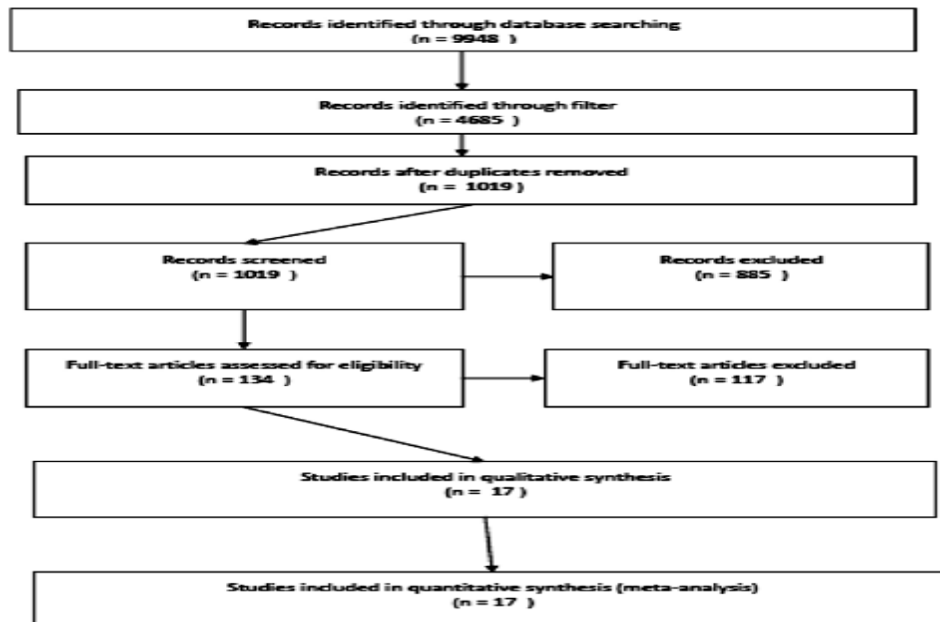 Records identified through database searching
(n = 9948 )
Records identified through filter
(n = 4685 )
Records after duplicates removed
(n = 1019)
Records screened
(n = 1019 )
Records excluded
(n = 885 )
Full-text articles assessed for eligibility
(n = 134 )
Full-text articles excluded
(n = 117 )
Studies included in qualitative synthesis
(n = 17 )
Studies included in quantitative synthesis (meta-analysis)
(n = 17 )